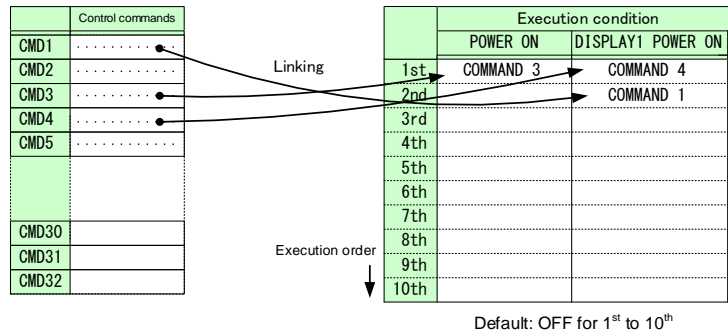 Control commands
CMD1 . . . . . . . . . . . .
CMD2 . . . . . . . . . . . .
CMD3 . . . . . . . . . . . .
CMD4 . . . . . . . . . . . .
CMD5 . . . . . . . . . . . .
CMD30
CMD31
CMD32
Linking
Execution order
Execution condition
POWER ON DISPLAY1 POWER ON
1st COMMAND 3 COMMAND 4
2nd COMMAND 1
3rd
4th
5th
6th
7th
8th
9th
10th
Default: OFF for 1st to 10th